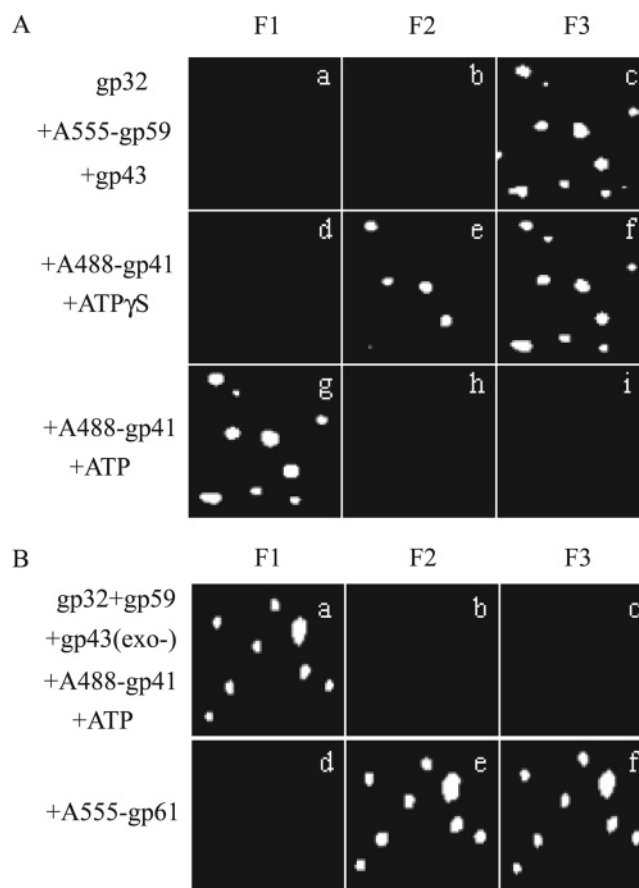 A F1 F2 F3
gp32
+A555-gp59
+gp43
a b c
+A488-gp41
+ATPγS
d e f
+A488-gp41
+ATP
g h i
B F1 F2 F3
gp32+gp59
+gp43(exo-)
+A488-gp41
+ATP
a b c
+A555-gp61
d e f